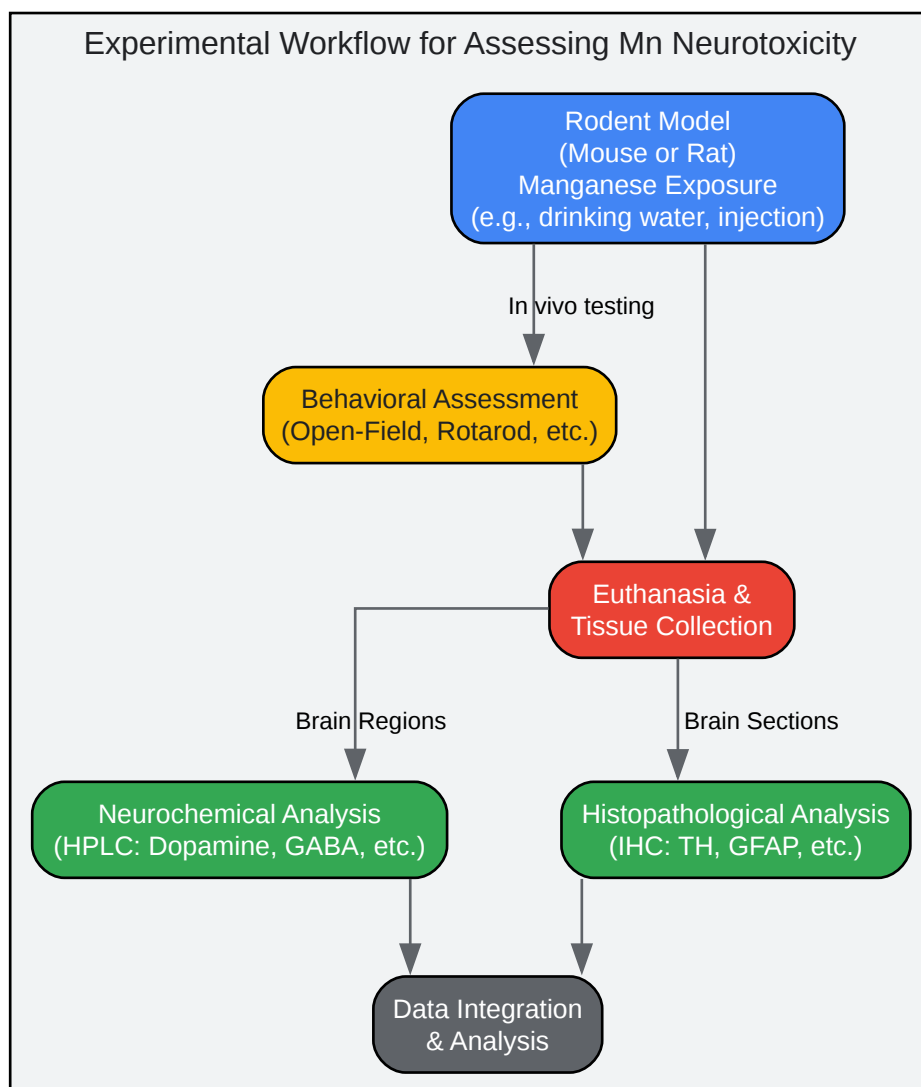 Experimental Workflow for Assessing Mn Neurotoxicity
Rodent Model
(Mouse or Rat)
Manganese Exposure
(e.g., drinking water, injection)
In vivo testing
Behavioral Assessment
(Open-Field, Rotarod, etc.)
Euthanasia &
Tissue Collection
Brain Regions
Brain Sections
Neurochemical Analysis
(HPLC: Dopamine, GABA, etc.)
Histopathological Analysis
(IHC: TH, GFAP, etc.)
Data Integration
& Analysis